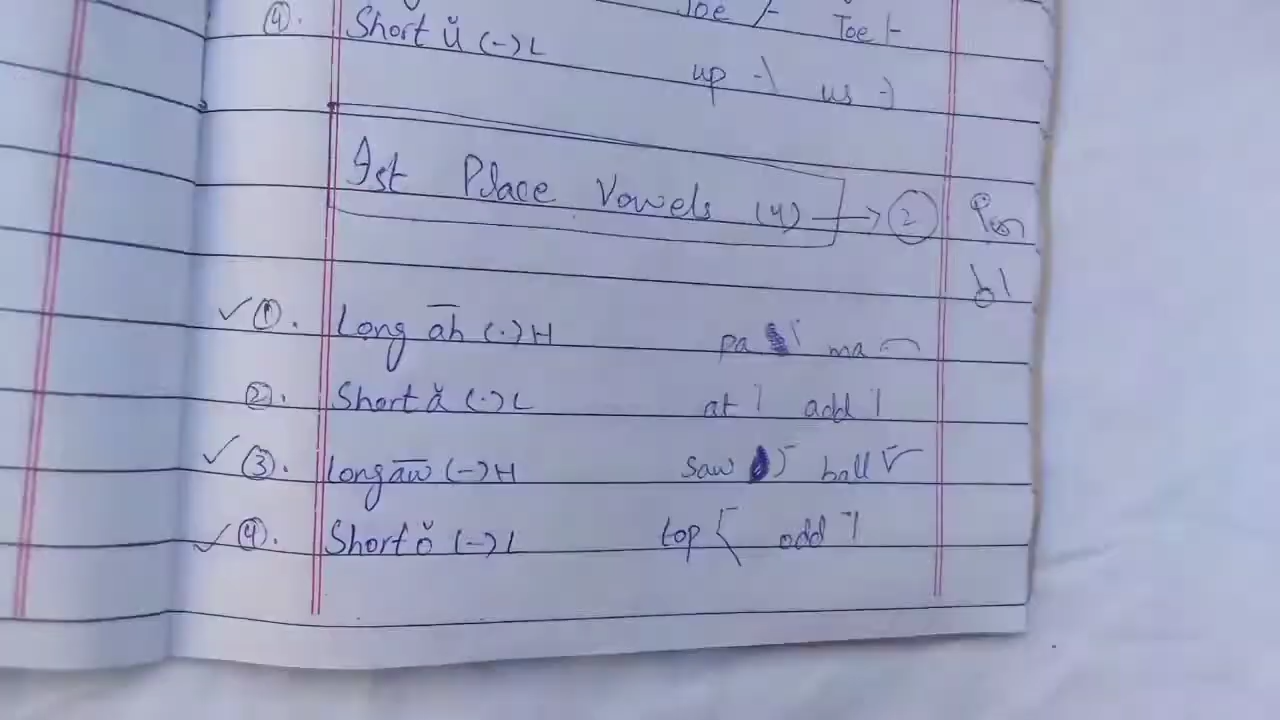 Joe Toe
④. Short ŭ (-) L
up us
Ist Place Vowels (4) → ②
✓ ①. Long āh (·) H pa ma
②. Short ă (·) L at add
✓ ③. Long āw (-) H saw ball
✓ ④. Short ŏ (-) L top odd